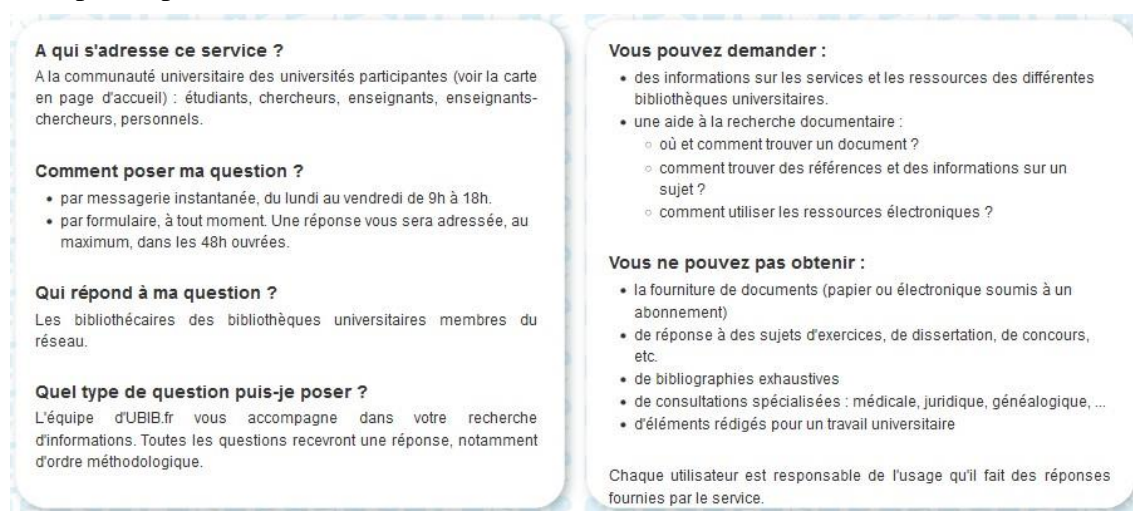 A qui s'adresse ce service ?
A la communauté universitaire des universités participantes (voir la carte
en page d'accueil) : étudiants, chercheurs, enseignants, enseignants-
chercheurs, personnels.
Comment poser ma question ?
• par messagerie instantanée, du lundi au vendredi de 9h à 18h.
• par formulaire, à tout moment. Une réponse vous sera adressée, au
maximum, dans les 48h ouvrées.
Qui répond à ma question ?
Les bibliothécaires des bibliothèques universitaires membres du
réseau.
Quel type de question puis-je poser ?
L'équipe d'UBIB.fr vous accompagne dans votre recherche
d'informations. Toutes les questions recevront une réponse, notamment
d'ordre méthodologique.
Vous pouvez demander :
• des informations sur les services et les ressources des différentes
bibliothèques universitaires.
• une aide à la recherche documentaire :
○ où et comment trouver un document ?
○ comment trouver des références et des informations sur un
sujet ?
○ comment utiliser les ressources électroniques ?
Vous ne pouvez pas obtenir :
• la fourniture de documents (papier ou électronique soumis à un
abonnement)
• de réponse à des sujets d'exercices, de dissertation, de concours,
etc.
• de bibliographies exhaustives
• de consultations spécialisées : médicale, juridique, généalogique, ...
• d'éléments rédigés pour un travail universitaire
Chaque utilisateur est responsable de l'usage qu'il fait des réponses
fournies par le service.